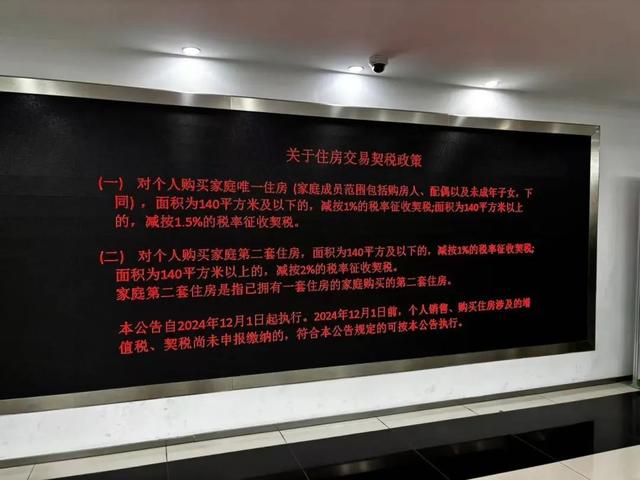 关于住房交易契税政策
(一) 对个人购买家庭唯一住房 (家庭成员范围包括购房人、配偶以及未成年子女，下
同)，面积为140平方米及以下的，减按1%的税率征收契税;面积为140平方米以上
的，减按1.5%的税率征收契税。
(二) 对个人购买家庭第二套住房，面积为140平方及以下的，减按1%的税率征收契税;
面积为140平方米以上的，减按2%的税率征收契税。
家庭第二套住房是指已拥有一套住房的家庭购买的第二套住房。
本公告自2024年12月1日起执行。2024年12月1日前，个人销售、购买住房涉及的增
值税、契税尚未申报缴纳的，符合本公告规定的可按本公告执行。